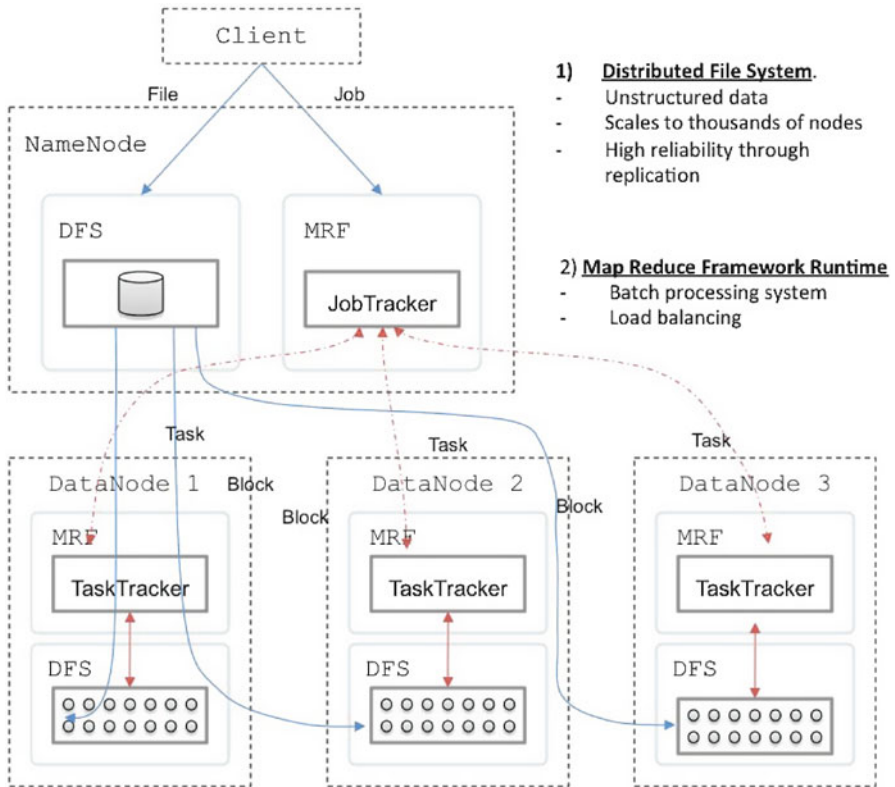 Client
File
Job
NameNode
DFS
MRF
JobTracker
1) Distributed File System.
- Unstructured data
- Scales to thousands of nodes
- High reliability through
replication
2) Map Reduce Framework Runtime
- Batch processing system
- Load balancing
Task
Task
Task
DataNode 1
Block
DataNode 2
Block
Block
DataNode 3
MRF
TaskTracker
DFS
MRF
TaskTracker
DFS
MRF
TaskTracker
DFS